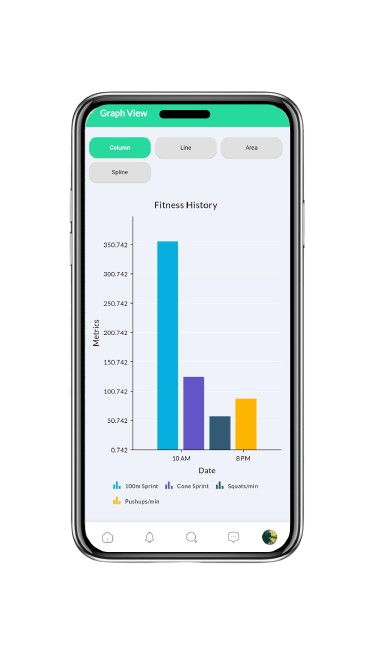 Graph View
Column Line Area
Spline
Fitness History
350.742
300.742
250.742
200.742
150.742
100.742
50.742
0.742
Metrics
10 AM 8 PM
Date
100m Sprint Cone Sprint Squats/min
Pushups/min